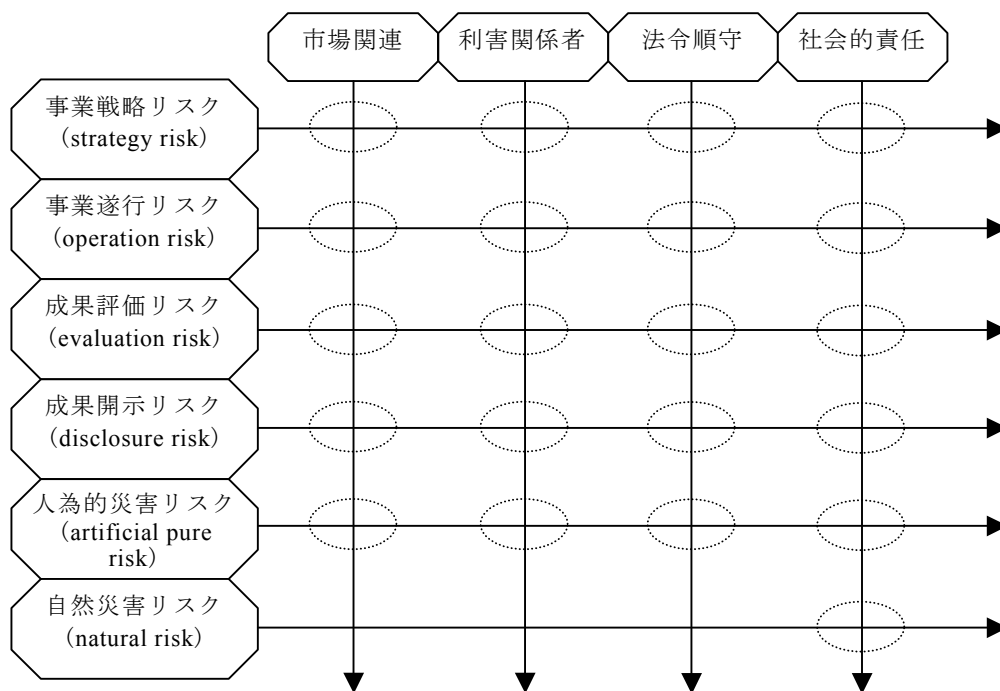 市場関連
利害関係者
法令順守
社会的責任
事業戦略リスク
（strategy risk）
事業遂行リスク
（operation risk）
成果評価リスク
（evaluation risk）
成果開示リスク
（disclosure risk）
人為的災害リスク
（artificial pure
risk）
自然災害リスク
（natural risk）